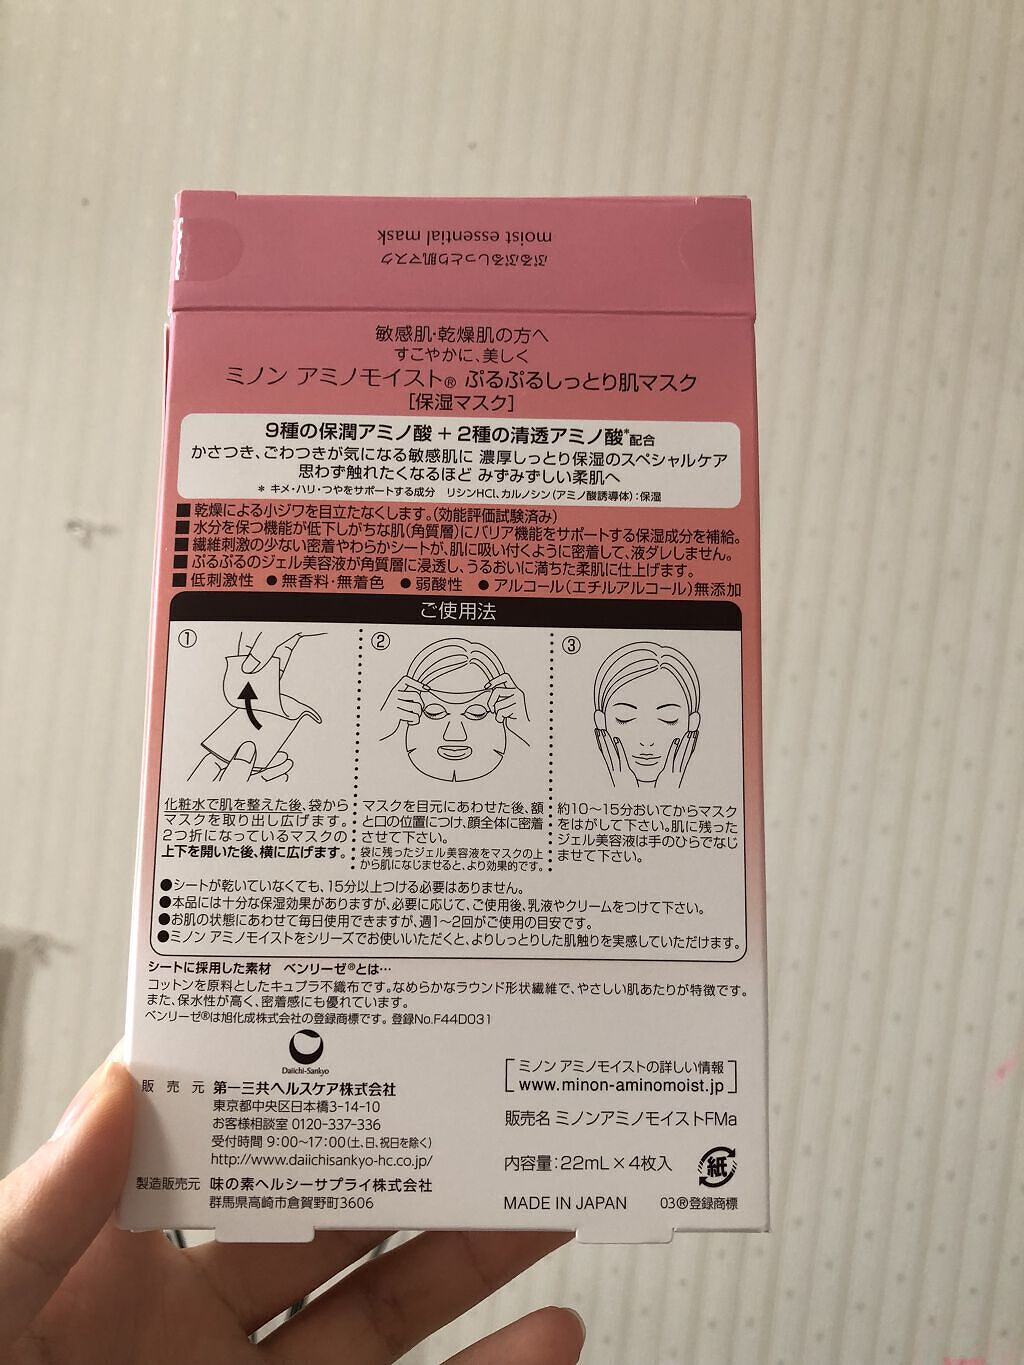 moist essential mask
ぷるぷるしっとり肌マスク
敏感肌・乾燥肌の方へ
すこやかに、美しく
ミノン アミノモイスト® ぷるぷるしっとり肌マスク
[保湿マスク]
9種の保潤アミノ酸 + 2種の清透アミノ酸*配合
かさつき、ごわつきが気になる敏感肌に 濃厚しっとり保湿のスペシャルケア
思わず触れたくなるほど みずみずしい柔肌へ
* キメ・ハリ・つやをサポートする成分 リシンHCl、カルノシン(アミノ酸誘導体):保湿
■ 乾燥による小ジワを目立たなくします。(効能評価試験済み)
■ 水分を保つ機能が低下しがちな肌(角質層)にバリア機能をサポートする保湿成分を補給。
■ 繊維刺激の少ない密着やわらかシートが、肌に吸い付くように密着して、液ダレしません。
■ ぷるぷるのジェル美容液が角質層に浸透し、うるおいに満ちた柔肌に仕上げます。
■ 低刺激性 ● 無香料・無着色 ● 弱酸性 ● アルコール(エチルアルコール)無添加
ご使用法
①
化粧水で肌を整えた後、袋から
マスクを取り出し広げます。
2つ折になっているマスクの
上下を開いた後、横に広げます。
②
マスクを目元にあわせた後、額
と口の位置につけ、顔全体に密着
させて下さい。
袋に残ったジェル美容液をマスクの上
から肌になじませると、より効果的です。
③
約10〜15分おいてからマスク
をはがして下さい。肌に残った
ジェル美容液は手のひらでなじ
ませて下さい。
●シートが乾いていなくても、15分以上つける必要はありません。
●本品には十分な保湿効果がありますが、必要に応じて、ご使用後、乳液やクリームをつけて下さい。
●お肌の状態にあわせて毎日使用できますが、週1〜2回がご使用の目安です。
●ミノン アミノモイストをシリーズでお使いいただくと、よりしっとりした肌触りを実感していただけます。
シートに採用した素材 ベンリーゼ®とは…
コットンを原料としたキュプラ不織布です。なめらかなラウンド形状繊維で、やさしい肌あたりが特徴です。
また、保水性が高く、密着感にも優れています。
ベンリーゼ®は旭化成株式会社の登録商標です。登録No.F44D031
Daiichi-Sankyo
販売元 第一三共ヘルスケア株式会社
東京都中央区日本橋3-14-10
お客様相談室 0120-337-336
受付時間 9:00〜17:00(土、日、祝日を除く)
http://www.daiichisankyo-hc.co.jp/
製造販売元 味の素ヘルシーサプライ株式会社
群馬県高崎市倉賀野町3606
ミノン アミノモイストの詳しい情報
www.minon-aminomoist.jp
販売名 ミノンアミノモイストFMa
内容量:22mL×4枚入
紙
MADE IN JAPAN
03®登録商標